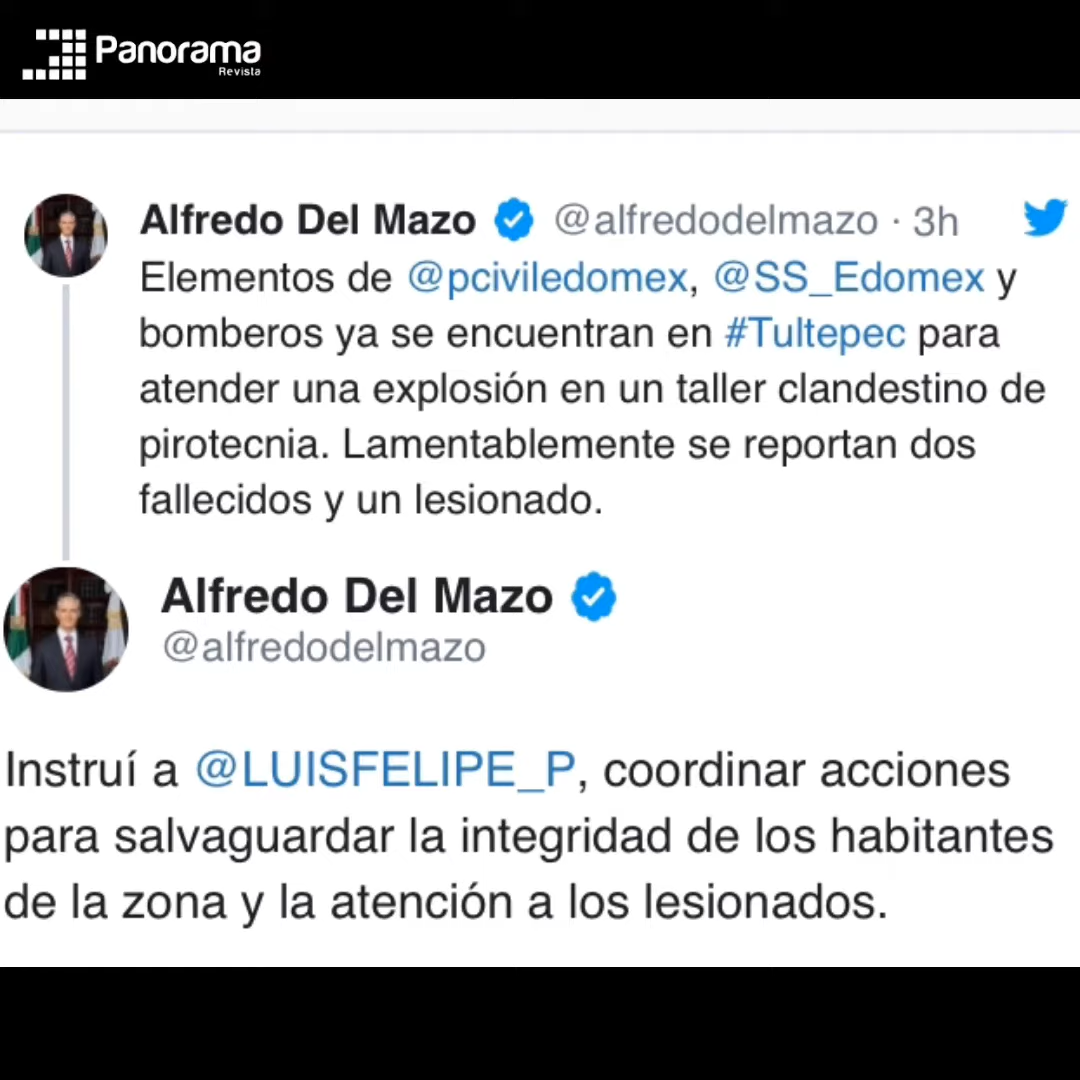 Panorama
Revista
Alfredo Del Mazo @alfredodelmazo · 3h
Elementos de @pciviledomex, @SS_Edomex y
bomberos ya se encuentran en #Tultepec para
atender una explosión en un taller clandestino de
pirotecnia. Lamentablemente se reportan dos
fallecidos y un lesionado.
Alfredo Del Mazo
@alfredodelmazo
Instruí a @LUISFELIPE_P, coordinar acciones
para salvaguardar la integridad de los habitantes
de la zona y la atención a los lesionados.